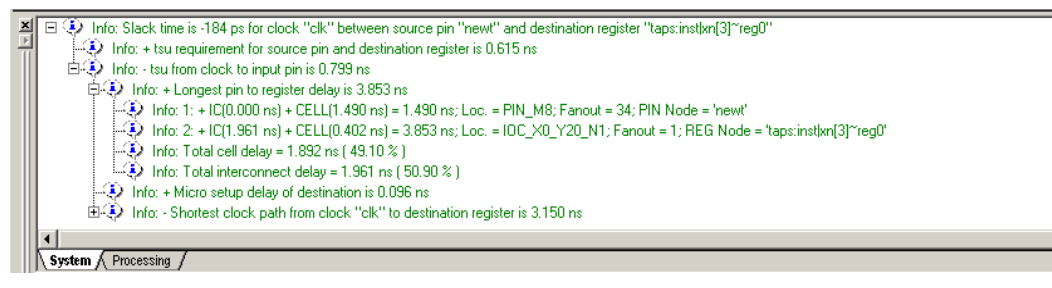 Info: Slack time is -184 ps for clock "clk" between source pin "newt" and destination register "taps:inst|xn[3]~reg0"
Info: + tsu requirement for source pin and destination register is 0.615 ns
Info: - tsu from clock to input pin is 0.799 ns
Info: + Longest pin to register delay is 3.853 ns
Info: 1: + IC(0.000 ns) + CELL(1.490 ns) = 1.490 ns; Loc. = PIN_M8; Fanout = 34; PIN Node = 'newt'
Info: 2: + IC(1.961 ns) + CELL(0.402 ns) = 3.853 ns; Loc. = IOC_X0_Y20_N1; Fanout = 1; REG Node = 'taps:inst|xn[3]~reg0'
Info: Total cell delay = 1.892 ns ( 49.10 % )
Info: Total interconnect delay = 1.961 ns ( 50.90 % )
Info: + Micro setup delay of destination is 0.096 ns
Info: - Shortest clock path from clock "clk" to destination register is 3.150 ns
System Processing